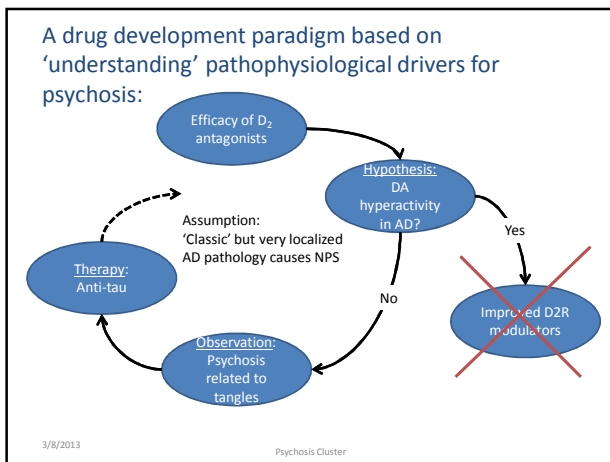 A drug development paradigm based on
‘understanding’ pathophysiological drivers for
psychosis:
Efficacy of D₂
antagonists
Hypothesis:
DA
hyperactivity
in AD?
Assumption:
‘Classic’ but very localized
AD pathology causes NPS
Yes
Therapy:
Anti-tau
No
Improved D2R
modulators
Observation:
Psychosis
related to
tangles
3/8/2013
Psychosis Cluster